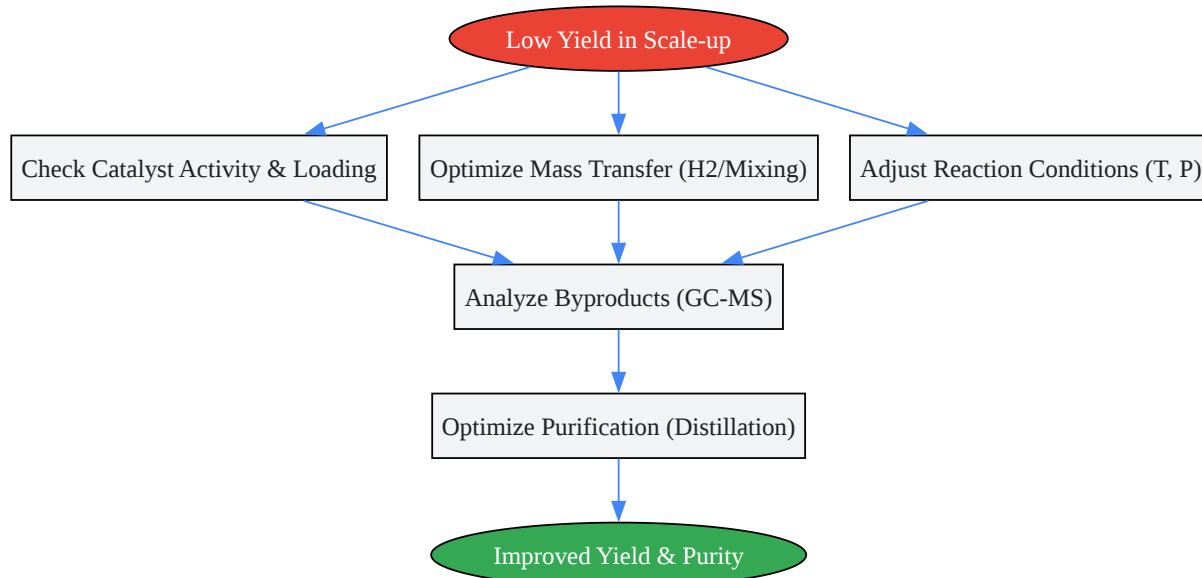 Low Yield in Scale-up
Check Catalyst Activity & Loading
Optimize Mass Transfer (H2/Mixing)
Adjust Reaction Conditions (T, P)
Analyze Byproducts (GC-MS)
Optimize Purification (Distillation)
Improved Yield & Purity